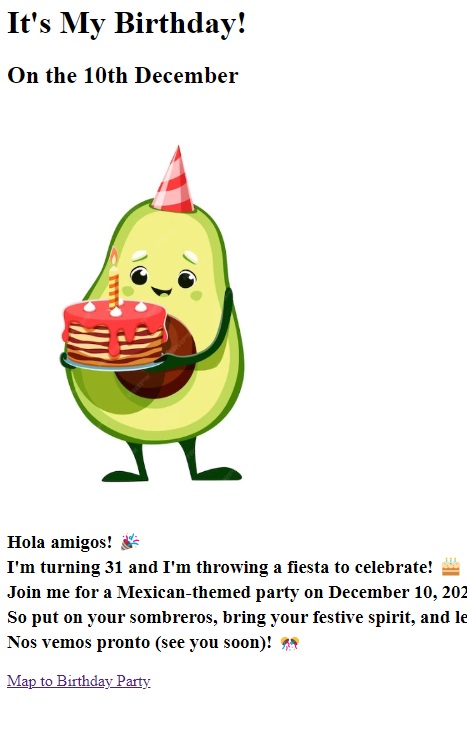 It's My Birthday!
On the 10th December
Hola amigos! 🎉
I'm turning 31 and I'm throwing a fiesta to celebrate! 🎂
Join me for a Mexican-themed party on December 10,
So put on your sombreros, bring your festive spirit, and
Nos vemos pronto (see you soon)! 🎊
Map to Birthday Party